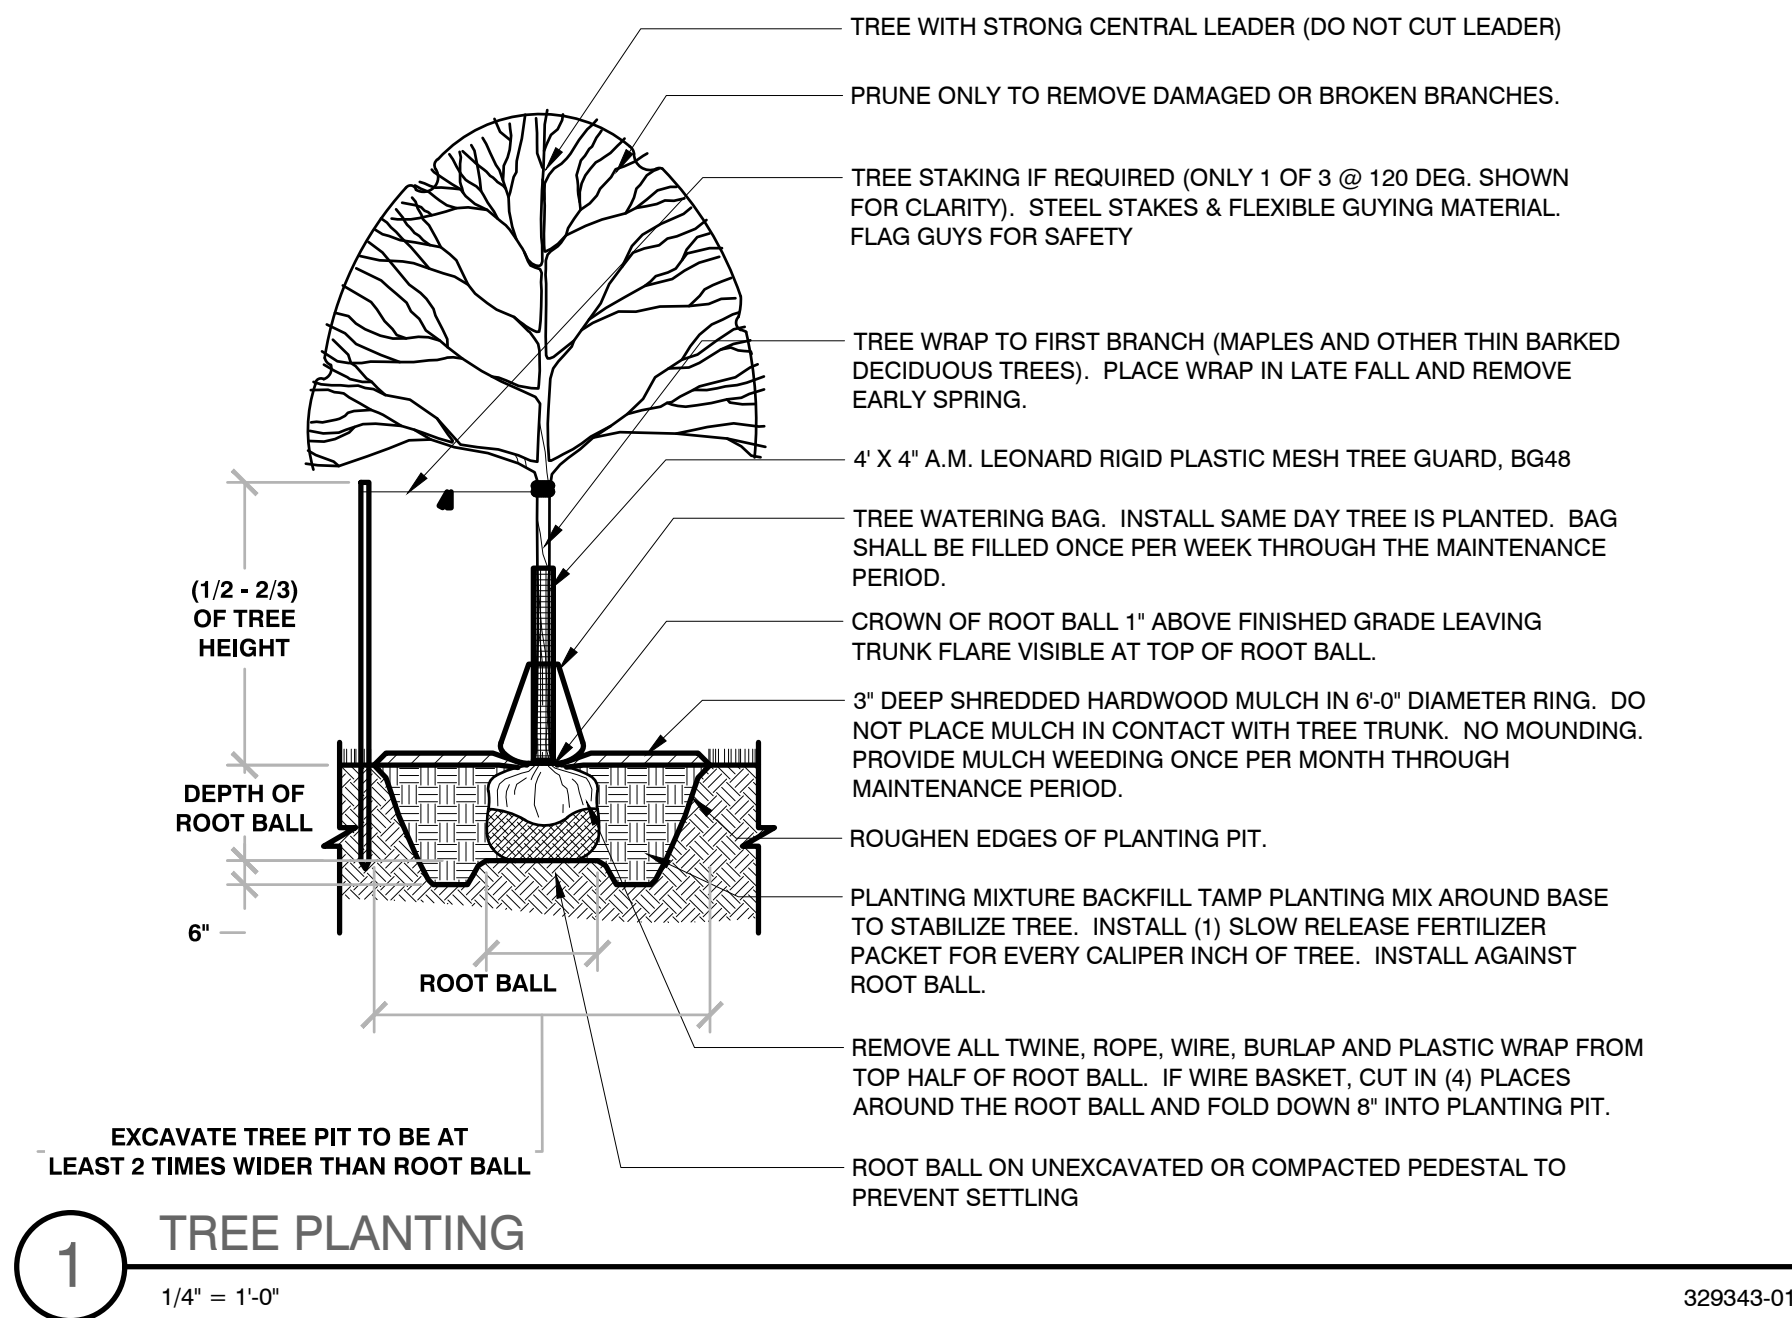 TREE WITH STRONG CENTRAL LEADER (DO NOT CUT LEADER)
PRUNE ONLY TO REMOVE DAMAGED OR BROKEN BRANCHES.
TREE STAKING IF REQUIRED (ONLY 1 OF 3 @ 120 DEG. SHOWN
FOR CLARITY). STEEL STAKES & FLEXIBLE GUYING MATERIAL.
FLAG GUYS FOR SAFETY
TREE WRAP TO FIRST BRANCH (MAPLES AND OTHER THIN BARKED
DECIDUOUS TREES). PLACE WRAP IN LATE FALL AND REMOVE
EARLY SPRING.
4' X 4" A.M. LEONARD RIGID PLASTIC MESH TREE GUARD, BG48
TREE WATERING BAG. INSTALL SAME DAY TREE IS PLANTED. BAG
SHALL BE FILLED ONCE PER WEEK THROUGH THE MAINTENANCE
PERIOD.
CROWN OF ROOT BALL 1" ABOVE FINISHED GRADE LEAVING
TRUNK FLARE VISIBLE AT TOP OF ROOT BALL.
3" DEEP SHREDDED HARDWOOD MULCH IN 6'-0" DIAMETER RING. DO
NOT PLACE MULCH IN CONTACT WITH TREE TRUNK. NO MOUNDING.
PROVIDE MULCH WEEDING ONCE PER MONTH THROUGH
MAINTENANCE PERIOD.
ROUGHEN EDGES OF PLANTING PIT.
PLANTING MIXTURE BACKFILL TAMP PLANTING MIX AROUND BASE
TO STABILIZE TREE. INSTALL (1) SLOW RELEASE FERTILIZER
PACKET FOR EVERY CALIPER INCH OF TREE. INSTALL AGAINST
ROOT BALL.
REMOVE ALL TWINE, ROPE, WIRE, BURLAP AND PLASTIC WRAP FROM
TOP HALF OF ROOT BALL. IF WIRE BASKET, CUT IN (4) PLACES
AROUND THE ROOT BALL AND FOLD DOWN 8" INTO PLANTING PIT.
ROOT BALL ON UNEXCAVATED OR COMPACTED PEDESTAL TO
PREVENT SETTLING
(1/2 - 2/3)
OF TREE
HEIGHT
DEPTH OF
ROOT BALL
6"
ROOT BALL
EXCAVATE TREE PIT TO BE AT
LEAST 2 TIMES WIDER THAN ROOT BALL
1
TREE PLANTING
1/4" = 1'-0"
329343-01